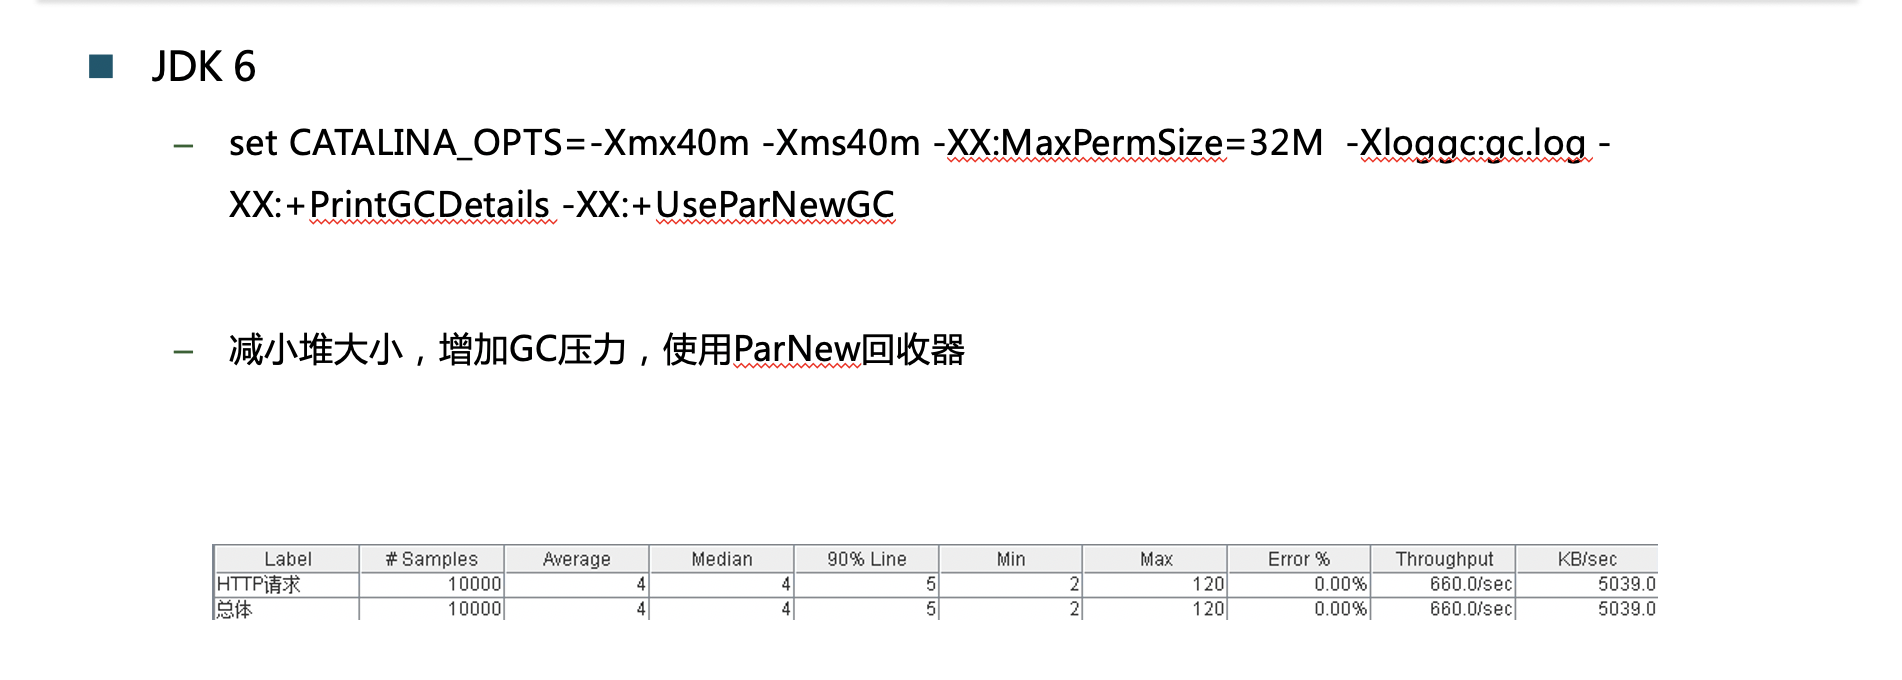 JDK 6
– set CATALINA_OPTS=-Xmx40m -Xms40m -XX:MaxPermSize=32M  -Xloggc:gc.log -
XX:+PrintGCDetails -XX:+UseParNewGC
– 减小堆大小，增加GC压力，使用ParNew回收器
Label # Samples Average Median 90% Line Min Max Error % Throughput KB/sec
HTTP请求 10000 4 4 5 2 120 0.00% 660.0/sec 5039.0
总体 10000 4 4 5 2 120 0.00% 660.0/sec 5039.0